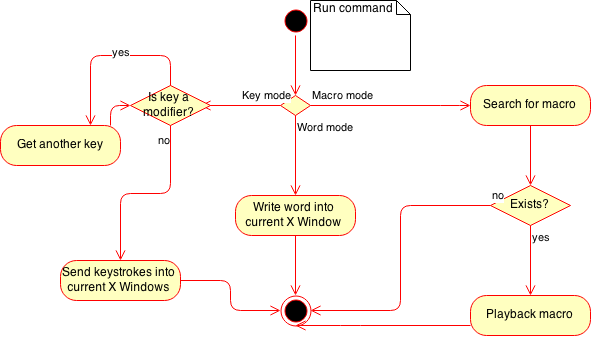 Run command
yes
Is key a
modifier?
Key mode
Macro mode
Search for macro
Get another key
no
Word mode
Write word into
current X Window
no
Exists?
yes
Send keystrokes into
current X Windows
Playback macro